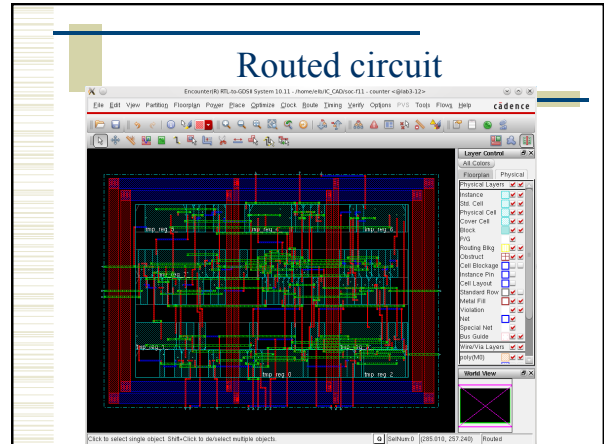 Routed circuit
Encounter(R) RTL-to-GDSII System 10.11 - /home/elb/IC_CAD/soc-f11 - counter <@lab3-12>
File Edit View Partition Floorplan Power Place Optimize Clock Route Timing Verify Options PVS Tools Flows Help cādence
Layer Control
All Colors
Floorplan Physical
Physical Layers
Instance
Std. Cell
Physical Cell
Cover Cell
Block
P/G
Routing Blkg
Obstruct
Cell Blockage
Instance Pin
Cell Layout
Standard Row
Metal Fill
Violation
Net
Special Net
Bus Guide
Wire/Via Layers
poly(M0)
World View
tmp_reg_6
tmp_reg_0
tmp_reg_2
Click to select single object. Shift+Click to de/select multiple objects.
Q SelNum:0 (285.010, 257.240) Routed